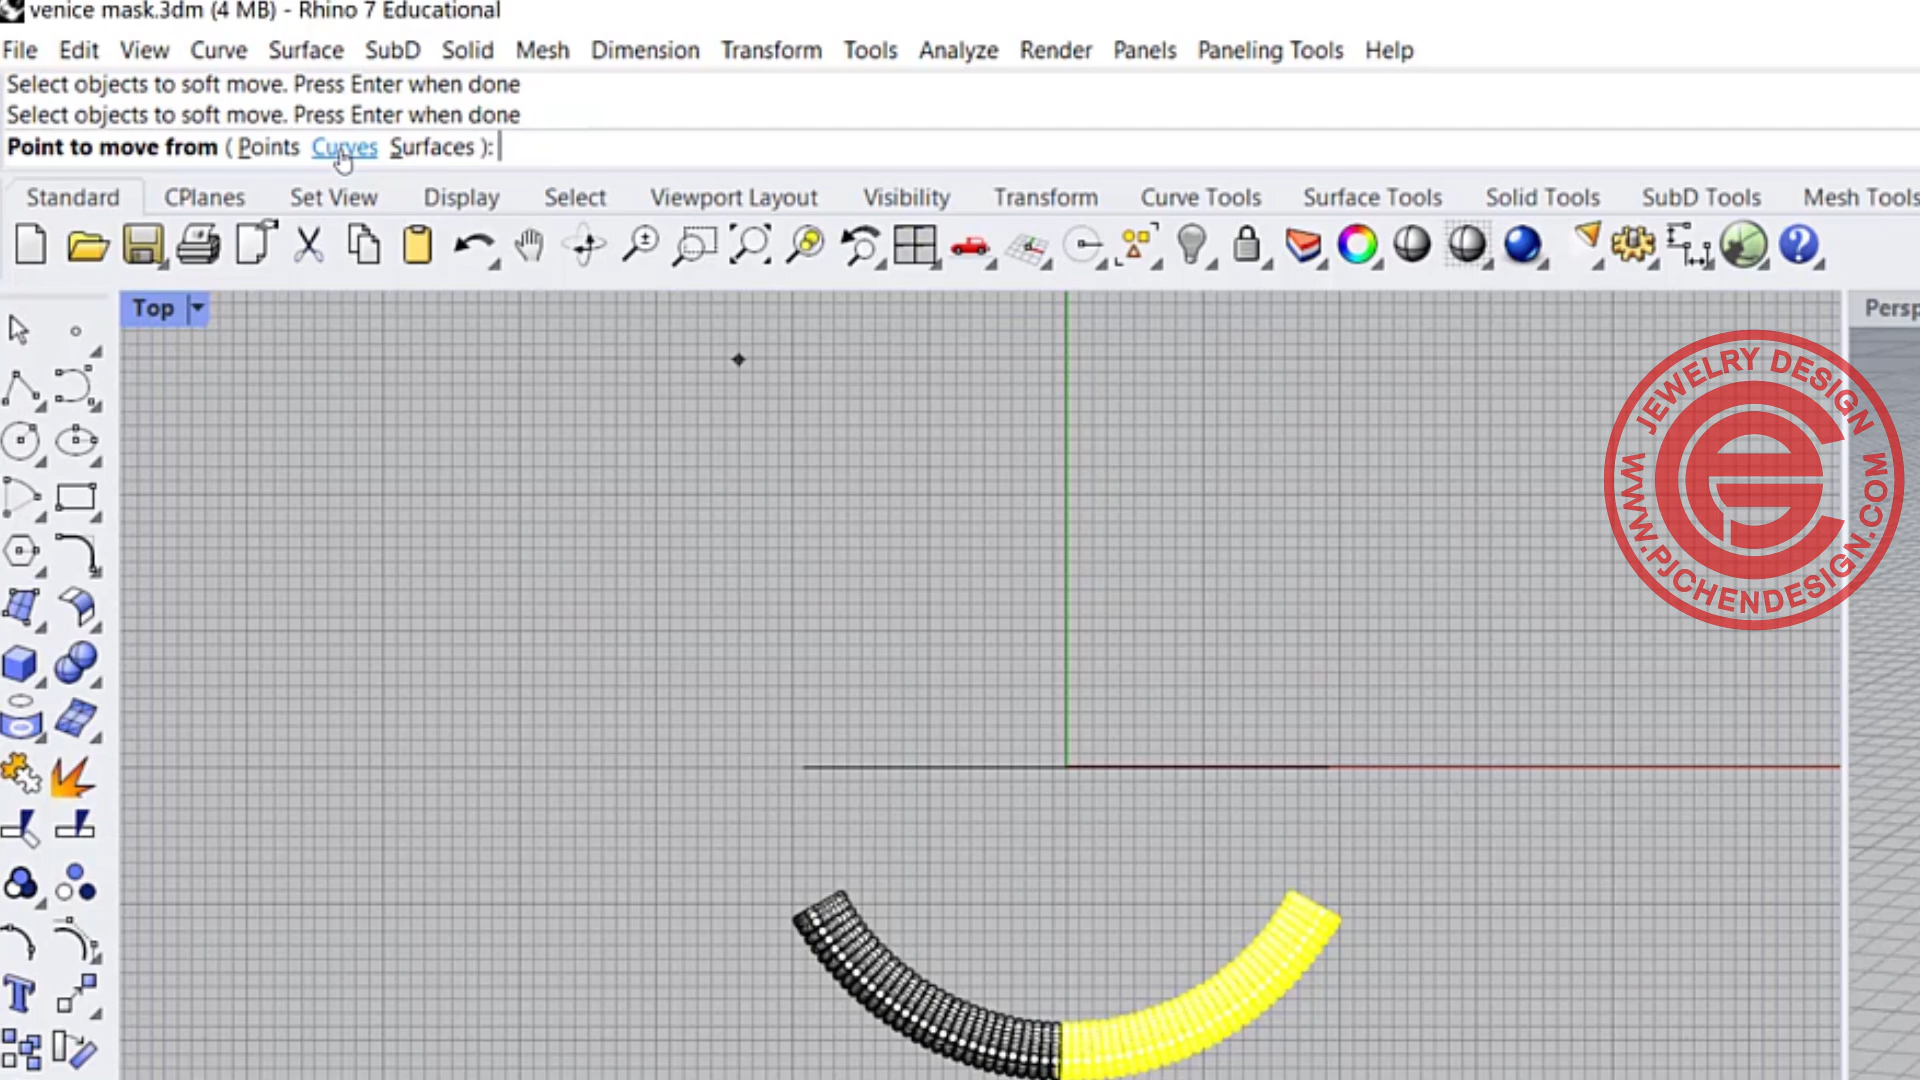 venice mask.3dm (4 MB) - Rhino 7 Educational
File Edit View Curve Surface SubD Solid Mesh Dimension Transform Tools Analyze Render Panels Paneling Tools Help
Select objects to soft move. Press Enter when done
Select objects to soft move. Press Enter when done
Point to move from ( Points Curves Surfaces ):
Standard CPlanes Set View Display Select Viewport Layout Visibility Transform Curve Tools Surface Tools Solid Tools SubD Tools Mesh Tools
Top
Persp
JEWELRY DESIGN
WWW.PJCHENDESIGN.COM